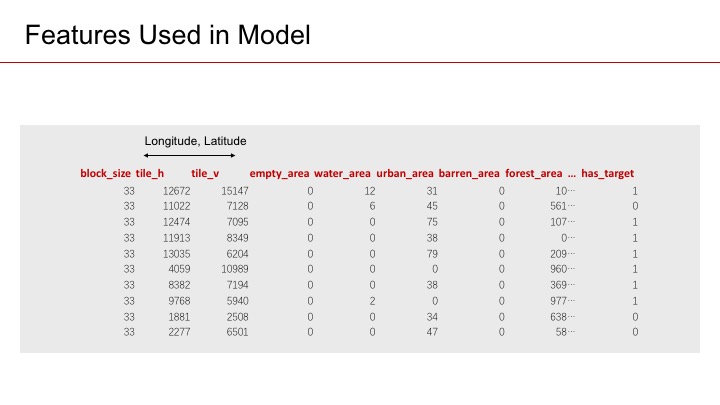 Features Used in Model
Longitude, Latitude
block_size tile_h tile_v empty_area water_area urban_area barren_area forest_area ... has_target
33 12672 15147 0 12 31 0 10... 1
33 11022 7128 0 6 45 0 561... 0
33 12474 7095 0 0 75 0 107... 1
33 11913 8349 0 0 38 0 0... 1
33 13035 6204 0 0 79 0 209... 1
33 4059 10989 0 0 0 0 960... 1
33 8382 7194 0 0 38 0 369... 1
33 9768 5940 0 2 0 0 977... 1
33 1881 2508 0 0 34 0 638... 0
33 2277 6501 0 0 47 0 58... 0